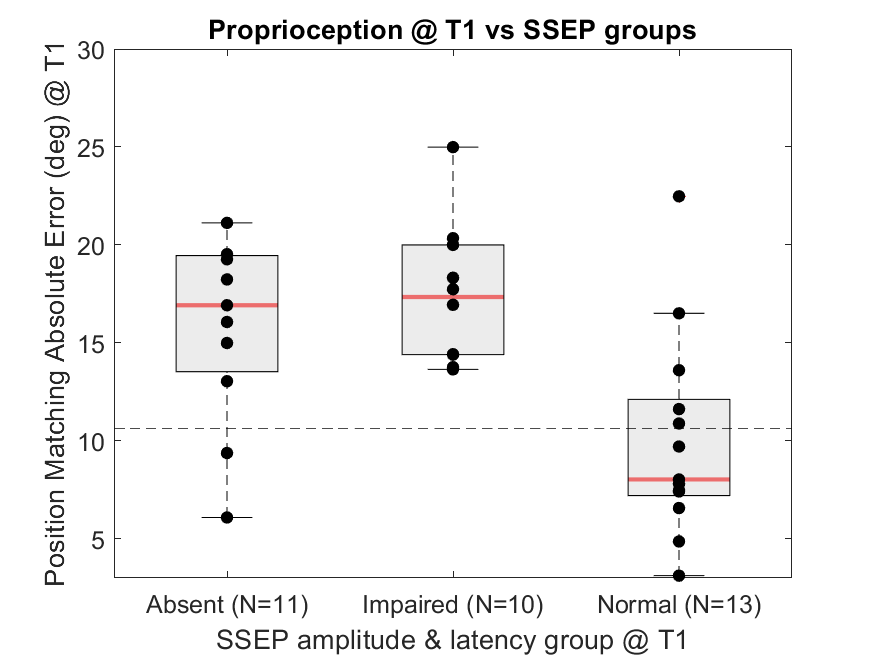 Proprioception @ T1 vs SSEP groups
Position Matching Absolute Error (deg) @ T1
30
25
20
15
10
5
Absent (N=11) Impaired (N=10) Normal (N=13)
SSEP amplitude & latency group @ T1